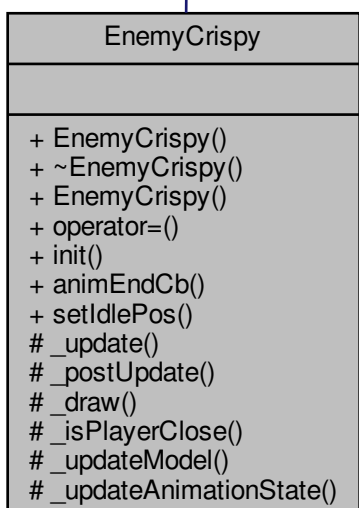 EnemyCrispy
+ EnemyCrispy()
+ ~EnemyCrispy()
+ EnemyCrispy()
+ operator=()
+ init()
+ animEndCb()
+ setIdlePos()
# _update()
# _postUpdate()
# _draw()
# _isPlayerClose()
# _updateModel()
# _updateAnimationState()